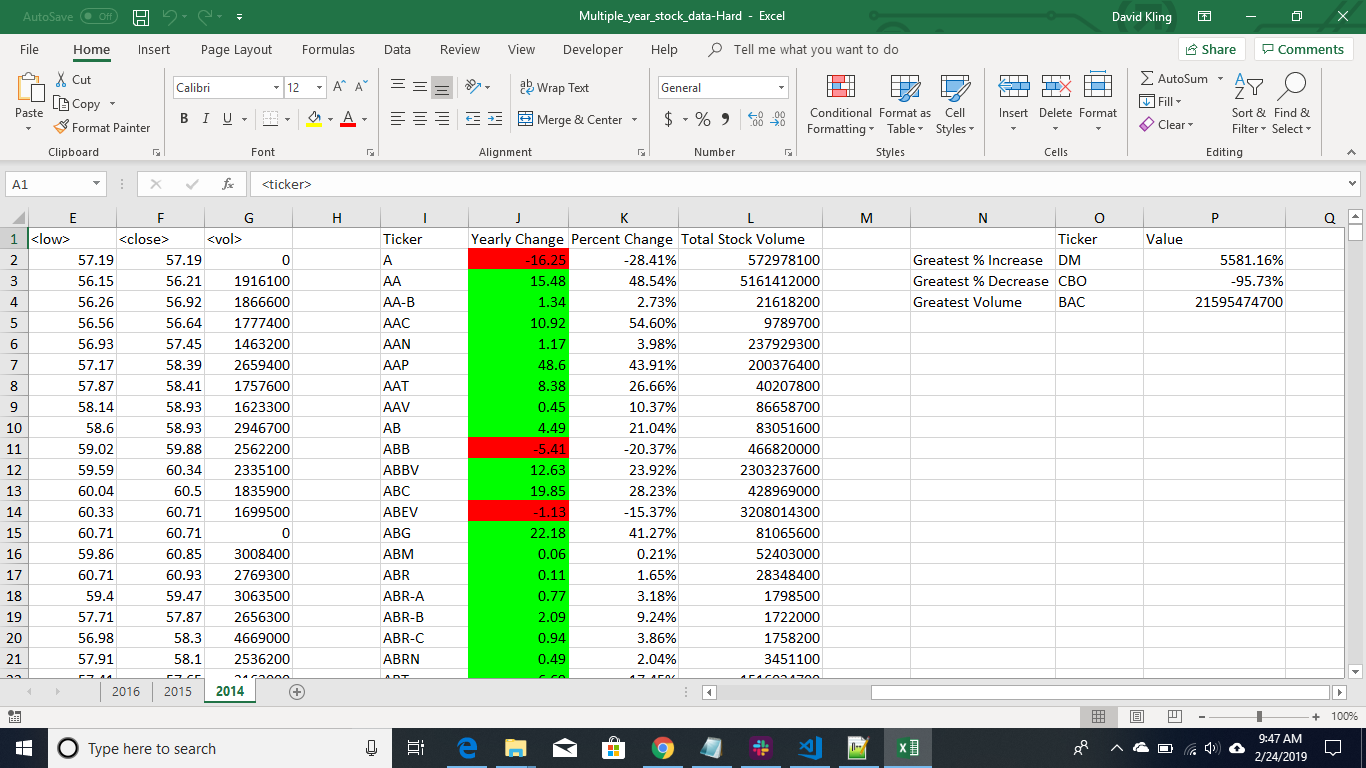 AutoSave Off Multiple_year_stock_data-Hard - Excel David Kling
File Home Insert Page Layout Formulas Data Review View Developer Help Tell me what you want to do Share Comments
Paste Cut Copy Format Painter Clipboard
Calibri 12 B I U Font
Wrap Text Merge & Center Alignment
General $ % Number
Conditional Formatting Format as Table Cell Styles Styles
Insert Delete Format Cells
AutoSum Fill Clear Sort & Filter Find & Select Editing
A1 fx <ticker>
E F G H I J K L M N O P Q
1 <low> <close> <vol> Ticker Yearly Change Percent Change Total Stock Volume Ticker Value
2 57.19 57.19 0 A -16.25 -28.41% 572978100 Greatest % Increase DM 5581.16%
3 56.15 56.21 1916100 AA 15.48 48.54% 5161412000 Greatest % Decrease CBO -95.73%
4 56.26 56.92 1866600 AA-B 1.34 2.73% 21618200 Greatest Volume BAC 21595474700
5 56.56 56.64 1777400 AAC 10.92 54.60% 9789700
6 56.93 57.45 1463200 AAN 1.17 3.98% 237929300
7 57.17 58.39 2659400 AAP 48.6 43.91% 200376400
8 57.87 58.41 1757600 AAT 8.38 26.66% 40207800
9 58.14 58.93 1623300 AAV 0.45 10.37% 86658700
10 58.6 58.93 2946700 AB 4.49 21.04% 83051600
11 59.02 59.88 2562200 ABB -5.41 -20.37% 466820000
12 59.59 60.34 2335100 ABBV 12.63 23.92% 2303237600
13 60.04 60.5 1835900 ABC 19.85 28.23% 428969000
14 60.33 60.71 1699500 ABEV -1.13 -15.37% 3208014300
15 60.71 60.71 0 ABG 22.18 41.27% 81065600
16 59.86 60.85 3008400 ABM 0.06 0.21% 52403000
17 60.71 60.93 2769300 ABR 0.11 1.65% 28348400
18 59.4 59.47 3063500 ABR-A 0.77 3.18% 1798500
19 57.71 57.87 2656300 ABR-B 2.09 9.24% 1722000
20 56.98 58.3 4669000 ABR-C 0.94 3.86% 1758200
21 57.91 58.1 2536200 ABRN 0.49 2.04% 3451100
2016 2015 2014
100%
Type here to search 9:47 AM
2/24/2019